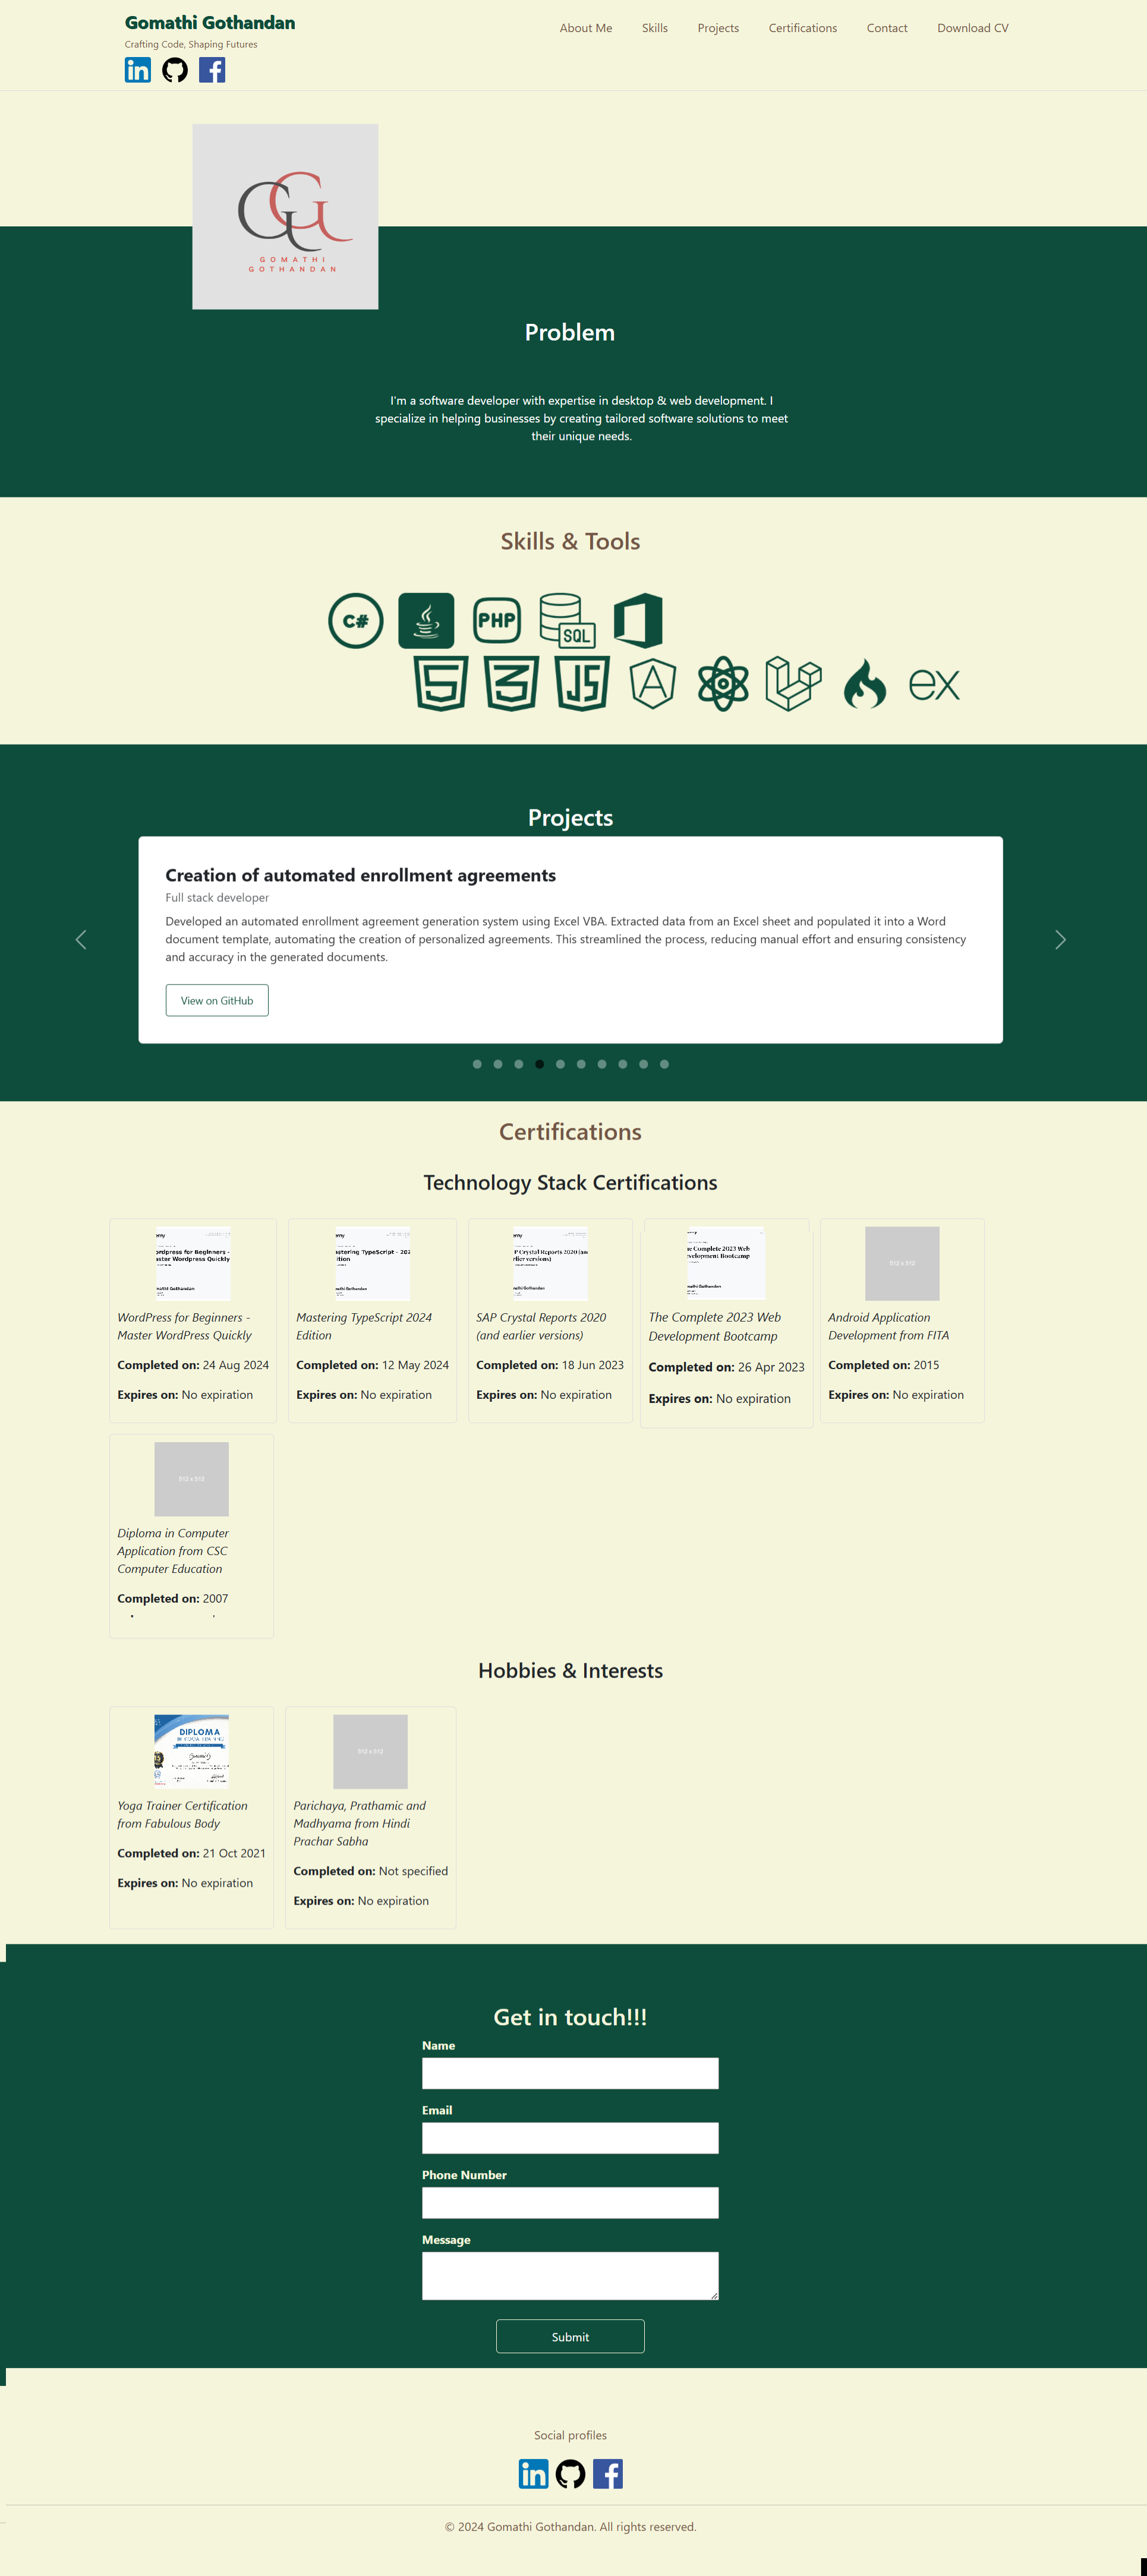 Gomathi Gothandan
Crafting Code, Shaping Futures
About Me
Skills
Projects
Certifications
Contact
Download CV
GOMATHI
GOTHANDAN
Problem
I'm a software developer with expertise in desktop & web development. I
specialize in helping businesses by creating tailored software solutions to meet
their unique needs.
Skills & Tools
C#
PHP
SQL
JS
ex
Projects
Creation of automated enrollment agreements
Full stack developer
Developed an automated enrollment agreement generation system using Excel VBA. Extracted data from an Excel sheet and populated it into a Word
document template, automating the creation of personalized agreements. This streamlined the process, reducing manual effort and ensuring consistency
and accuracy in the generated documents.
View on GitHub
Certifications
Technology Stack Certifications
WordPress for Beginners -
Master WordPress Quickly
Completed on: 24 Aug 2024
Expires on: No expiration
Mastering TypeScript 2024
Edition
Completed on: 12 May 2024
Expires on: No expiration
SAP Crystal Reports 2020
(and earlier versions)
Completed on: 18 Jun 2023
Expires on: No expiration
The Complete 2023 Web
Development Bootcamp
Completed on: 26 Apr 2023
Expires on: No expiration
512 x 512
Android Application
Development from FITA
Completed on: 2015
Expires on: No expiration
512 x 512
Diploma in Computer
Application from CSC
Computer Education
Completed on: 2007
Hobbies & Interests
DIPLOMA
Yoga Trainer Certification
from Fabulous Body
Completed on: 21 Oct 2021
Expires on: No expiration
512 x 512
Parichaya, Prathamic and
Madhyama from Hindi
Prachar Sabha
Completed on: Not specified
Expires on: No expiration
Get in touch!!!
Name
Email
Phone Number
Message
Submit
Social profiles
© 2024 Gomathi Gothandan. All rights reserved.